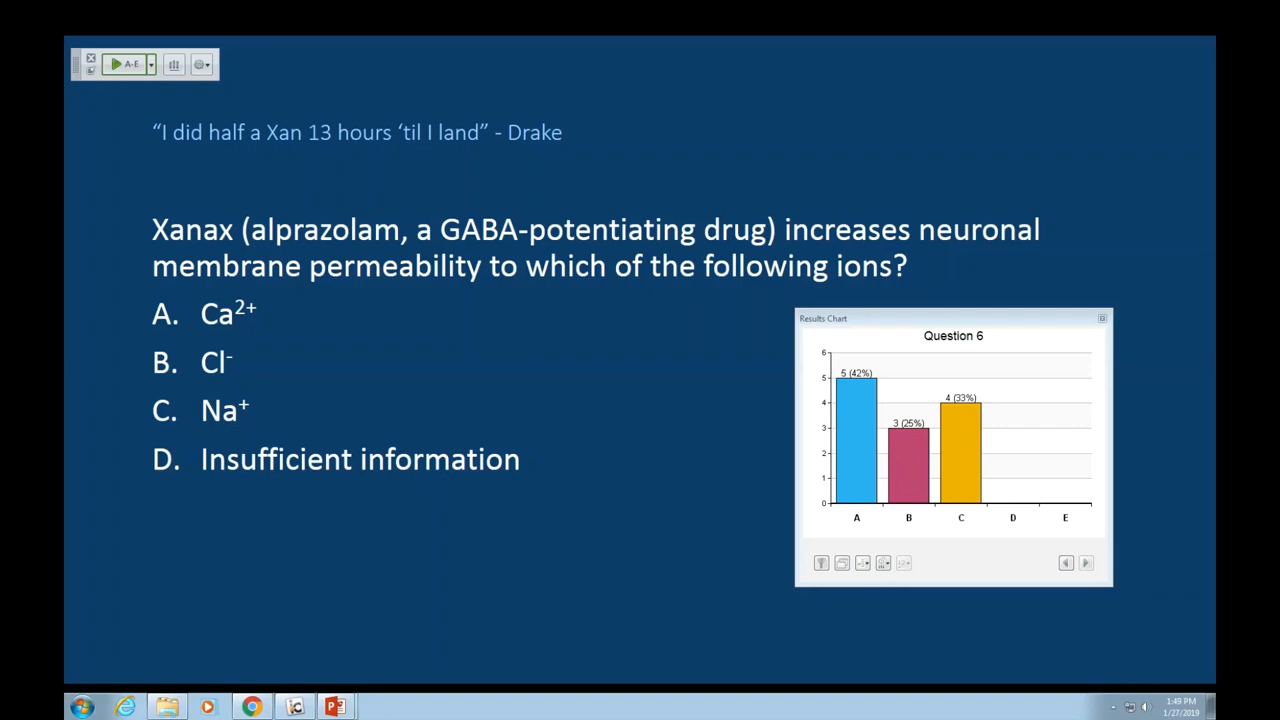 A-E
“I did half a Xan 13 hours ‘til I land” - Drake
Xanax (alprazolam, a GABA-potentiating drug) increases neuronal
membrane permeability to which of the following ions?
A. Ca²⁺
B. Cl⁻
C. Na⁺
D. Insufficient information
Results Chart
Question 6
6
5
4
3
2
1
0
5 (42%)
3 (25%)
4 (33%)
A B C D E
1:49 PM
1/27/2019